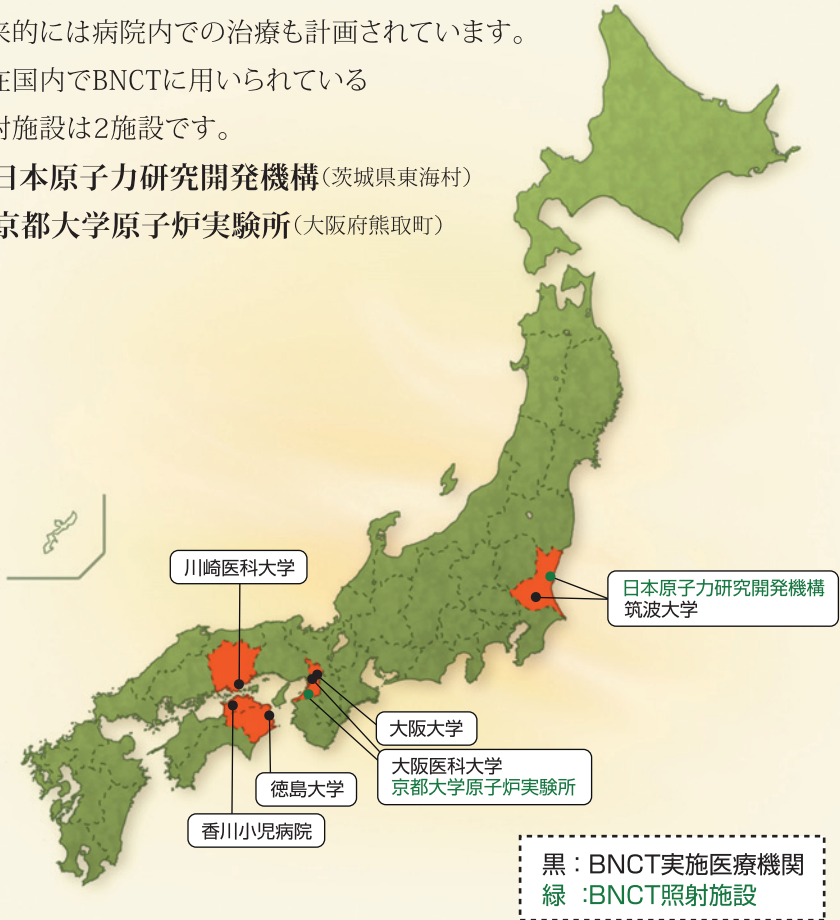 来的には病院内での治療も計画されています。
在国内でBNCTに用いられている
射施設は2施設です。
日本原子力研究開発機構(茨城県東海村)
京都大学原子炉実験所(大阪府熊取町)
川崎医科大学
日本原子力研究開発機構
筑波大学
大阪大学
大阪医科大学
京都大学原子炉実験所
徳島大学
香川小児病院
黒:BNCT実施医療機関
緑:BNCT照射施設